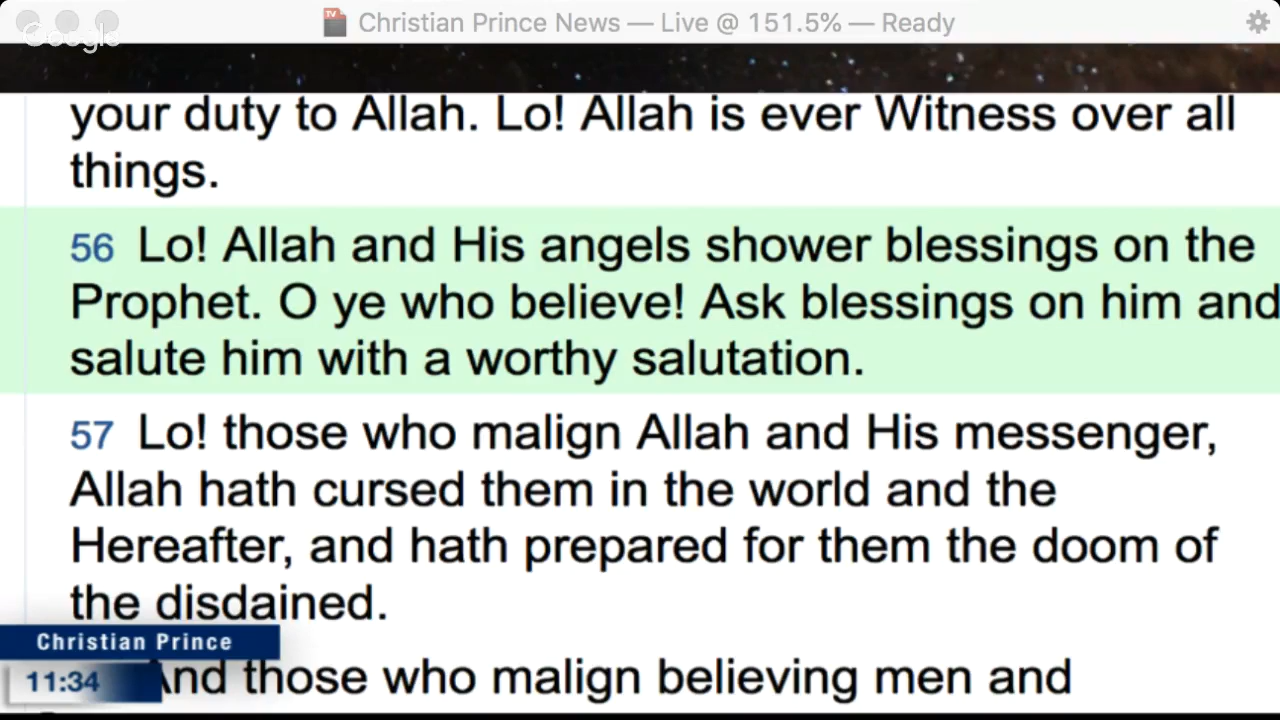 Christian Prince News — Live @ 151.5% — Ready
Google
your duty to Allah. Lo! Allah is ever Witness over all
things.
56 Lo! Allah and His angels shower blessings on the
Prophet. O ye who believe! Ask blessings on him and
salute him with a worthy salutation.
57 Lo! those who malign Allah and His messenger,
Allah hath cursed them in the world and the
Hereafter, and hath prepared for them the doom of
the disdained.
Christian Prince
And those who malign believing men and
11:34